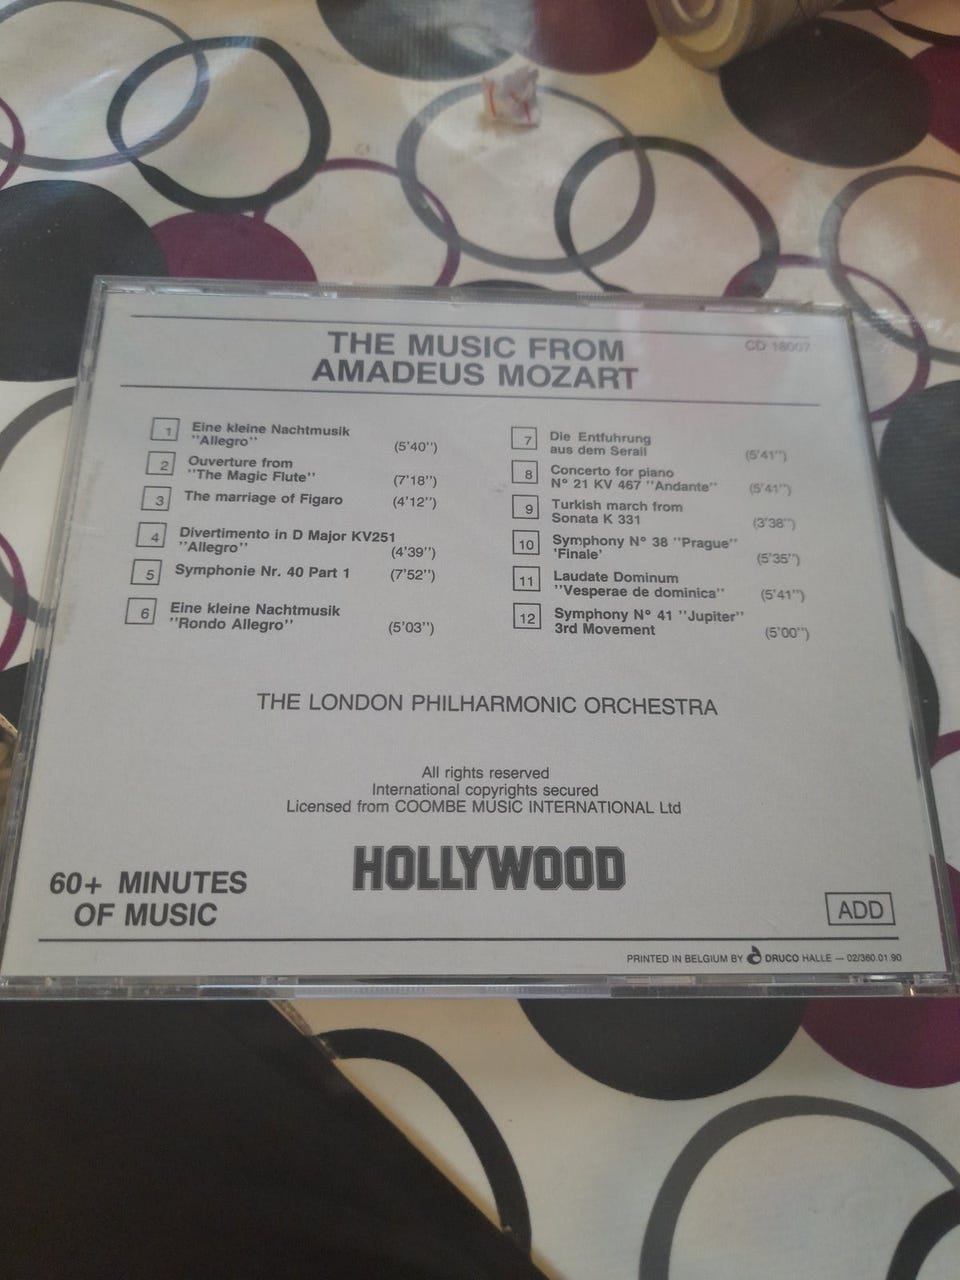 THE MUSIC FROM
AMADEUS MOZART
CD 18007
1 Eine kleine Nachtmusik
"Allegro" (5'40")
2 Ouverture from
"The Magic Flute" (7'18")
3 The marriage of Figaro (4'12")
4 Divertimento in D Major KV251
"Allegro" (4'39")
5 Symphonie Nr. 40 Part 1 (7'52")
6 Eine kleine Nachtmusik
"Rondo Allegro" (5'03")
7 Die Entfuhrung
aus dem Serail (5'41")
8 Concerto for piano
N° 21 KV 467 "Andante" (5'41")
9 Turkish march from
Sonata K 331 (3'38")
10 Symphony N° 38 "Prague"
'Finale' (5'35")
11 Laudate Dominum
"Vesperae de dominica" (5'41")
12 Symphony N° 41 "Jupiter"
3rd Movement (5'00")
THE LONDON PHILHARMONIC ORCHESTRA
All rights reserved
International copyrights secured
Licensed from COOMBE MUSIC INTERNATIONAL Ltd
HOLLYWOOD
60+ MINUTES
OF MUSIC
ADD
PRINTED IN BELGIUM BY DRUCO HALLE — 02/360.01.90